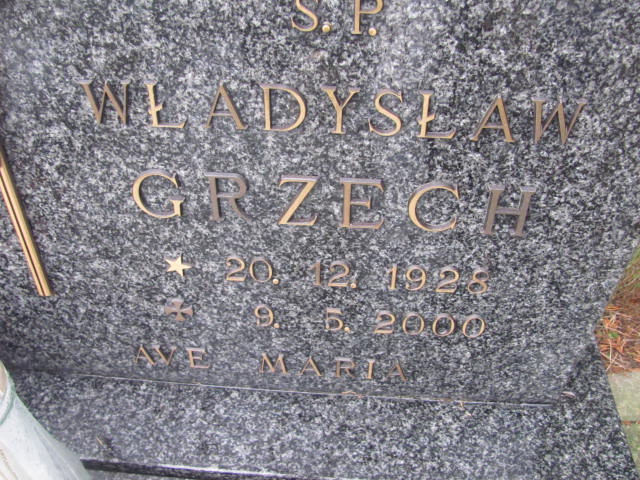 Ś. P.
WŁADYSŁAW
GRZECH
20. 12. 1928
9. 5. 2000
AVE MARIA